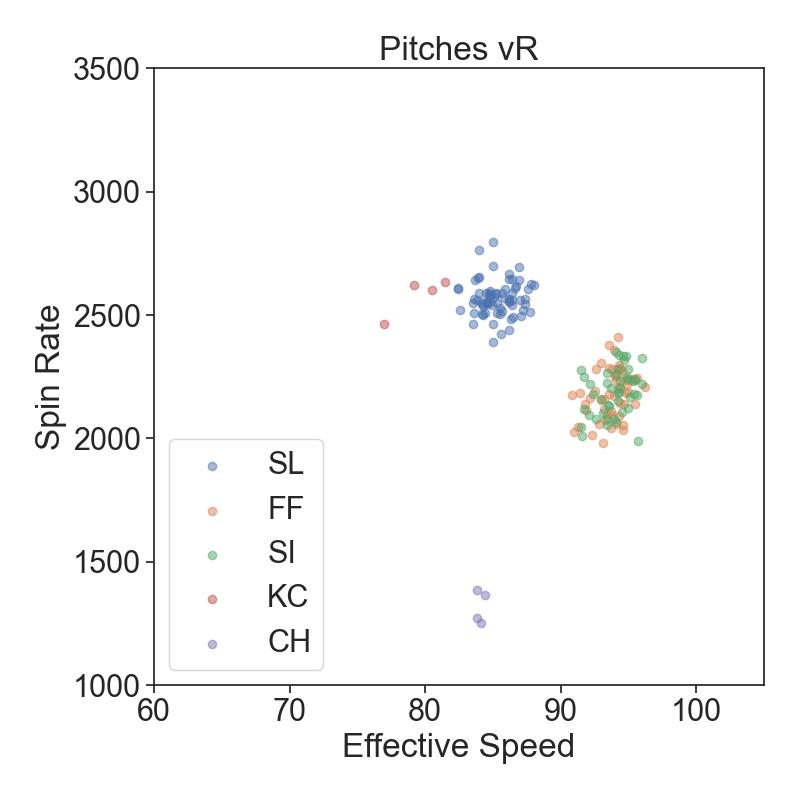 Pitches vR
3500
3000
2500
2000
1500
1000
Spin Rate
SL
FF
SI
KC
CH
60 70 80 90 100
Effective Speed